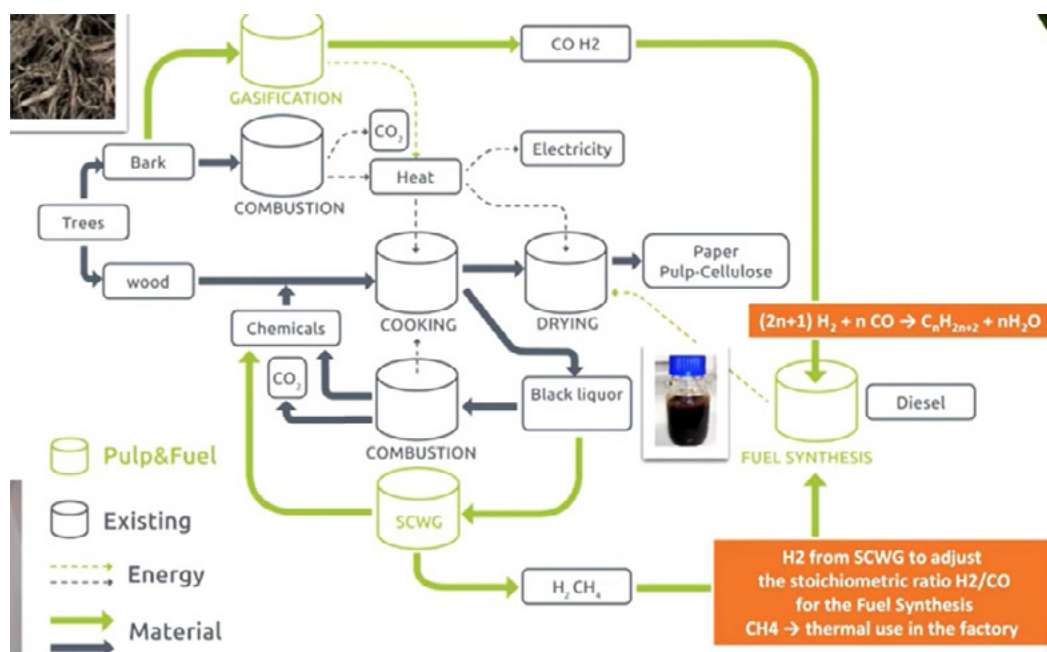 CO H2
GASIFICATION
CO₂
Electricity
Bark
Heat
COMBUSTION
Trees
Paper
Pulp-Cellulose
wood
COOKING
DRYING
(2n+1) H₂ + n CO → CₙH₂ₙ₊₂ + nH₂O
Chemicals
CO₂
Black liquor
Diesel
COMBUSTION
FUEL SYNTHESIS
Pulp&Fuel
SCWG
Existing
H2 from SCWG to adjust
the stoichiometric ratio H2/CO
for the Fuel Synthesis
CH4 → thermal use in the factory
Energy
H₂ CH₄
Material